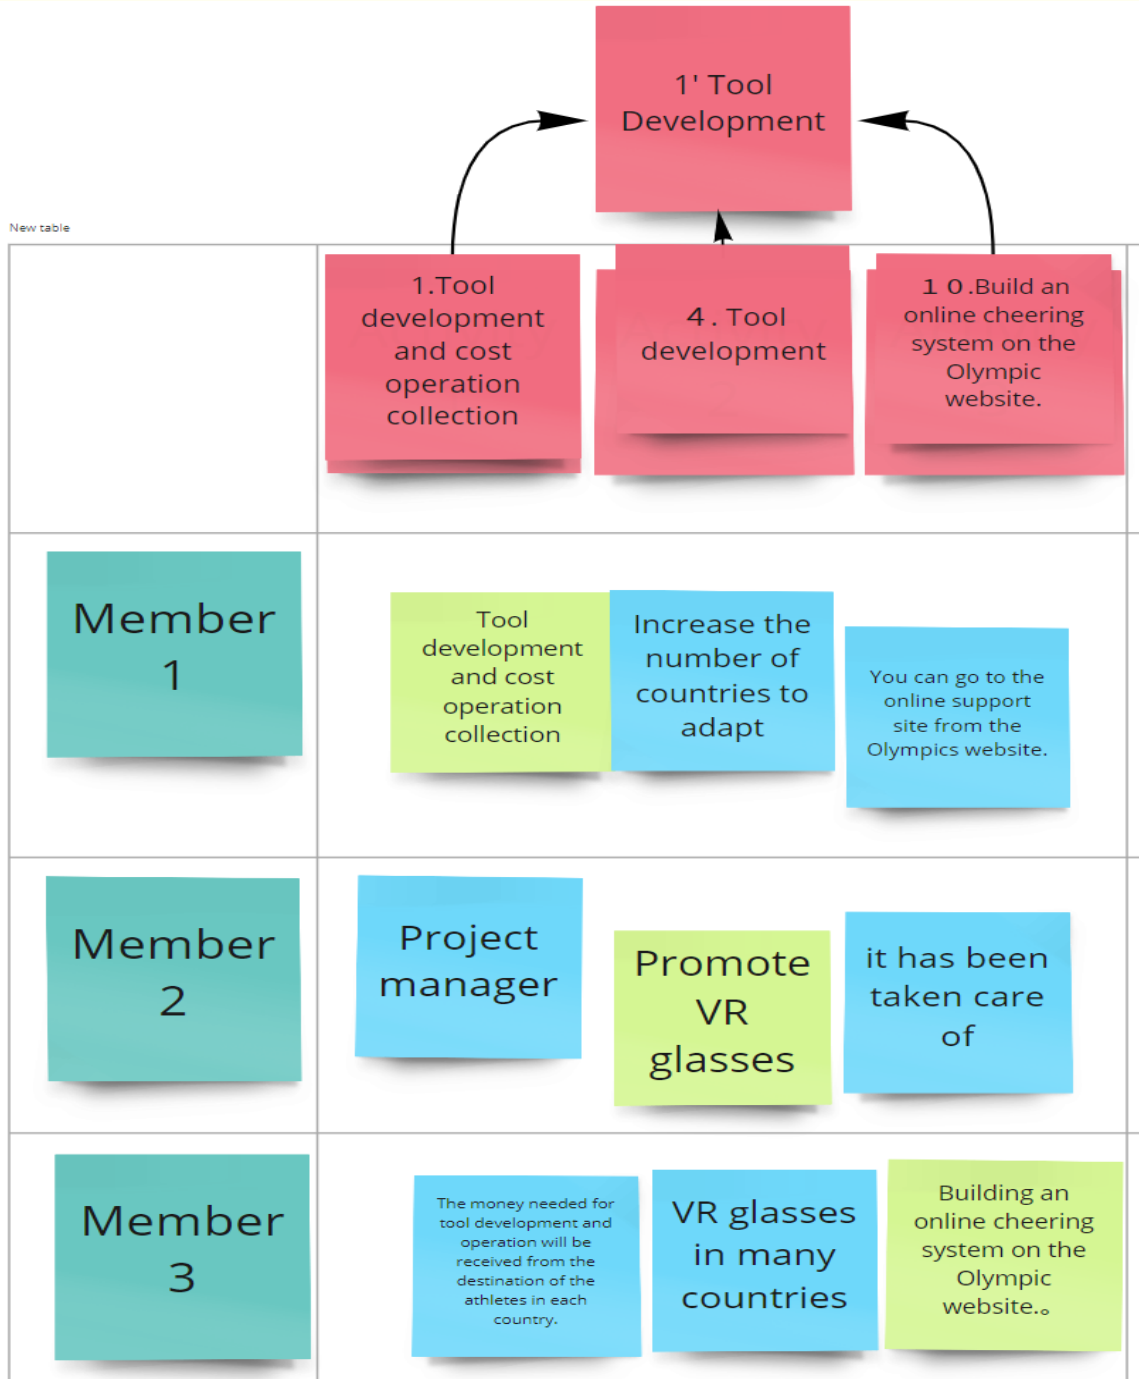 1' Tool
Development
New table
1.Tool
development
and cost
operation
collection
４. Tool
development
１０.Build an
online cheering
system on the
Olympic
website.
Member
1
Tool
development
and cost
operation
collection
Increase the
number of
countries to
adapt
You can go to the
online support
site from the
Olympics website.
Member
2
Project
manager
Promote
VR
glasses
it has been
taken care
of
Member
3
The money needed for
tool development and
operation will be
received from the
destination of the
athletes in each
country.
VR glasses
in many
countries
Building an
online cheering
system on the
Olympic
website.。